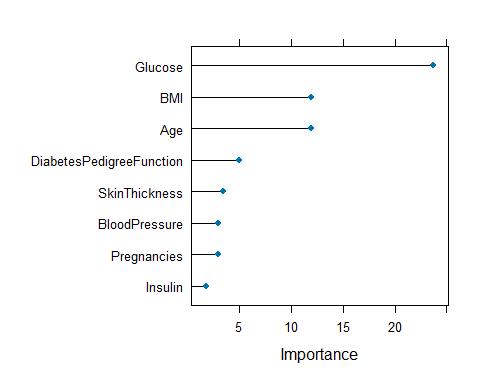 Glucose
BMI
Age
DiabetesPedigreeFunction
SkinThickness
BloodPressure
Pregnancies
Insulin
5 10 15 20
Importance